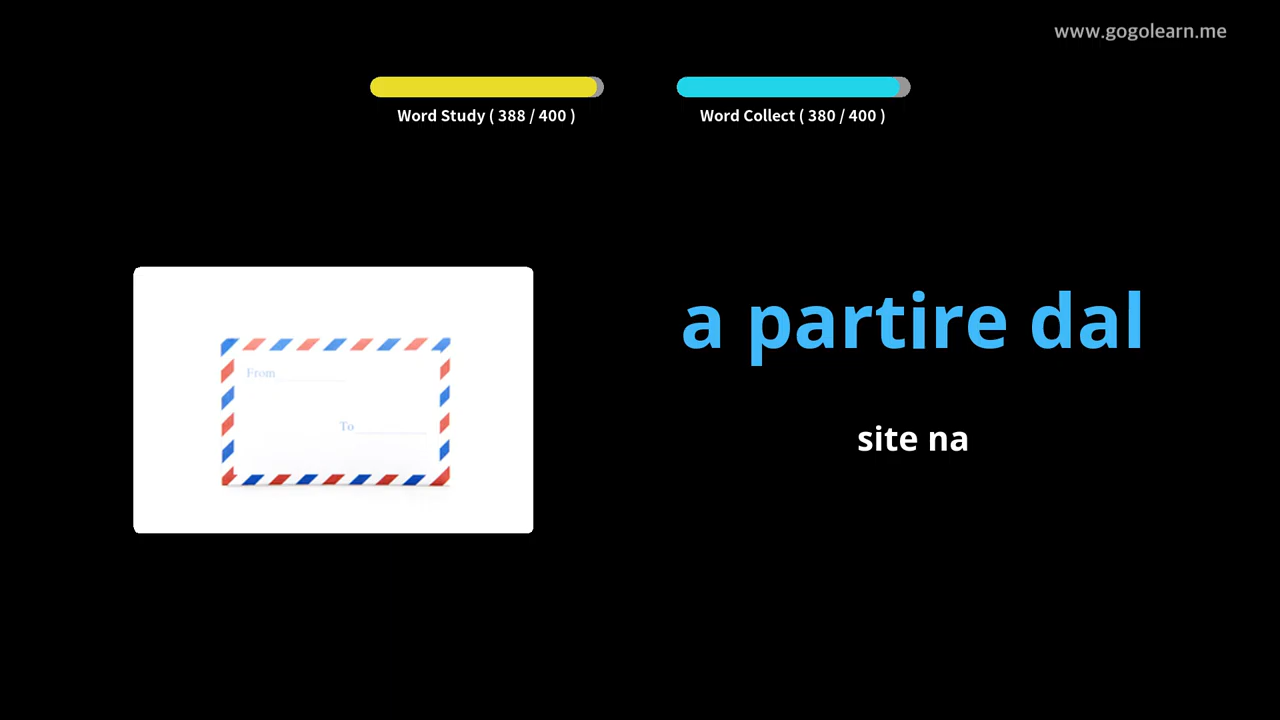 www.gogolearn.me
Word Study ( 388 / 400 )
Word Collect ( 380 / 400 )
a partire dal
site na
From
To